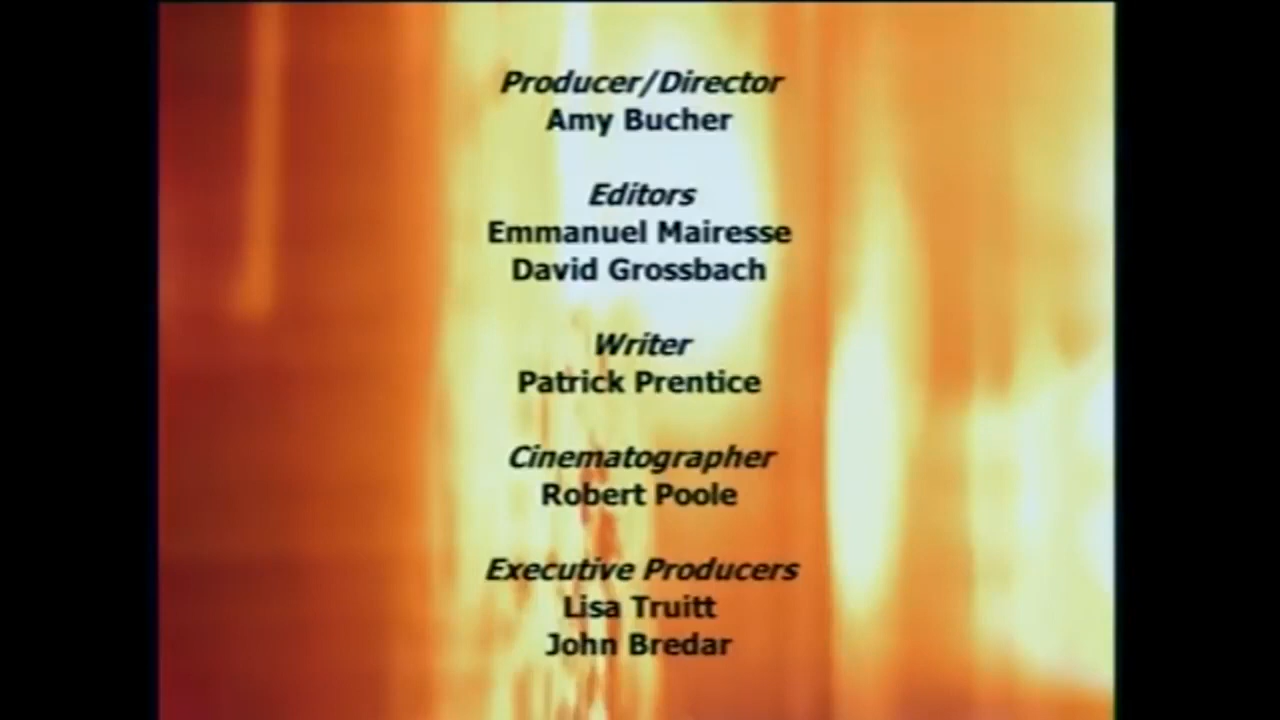 Producer/Director
Amy Bucher
Editors
Emmanuel Mairesse
David Grossbach
Writer
Patrick Prentice
Cinematographer
Robert Poole
Executive Producers
Lisa Truitt
John Bredar